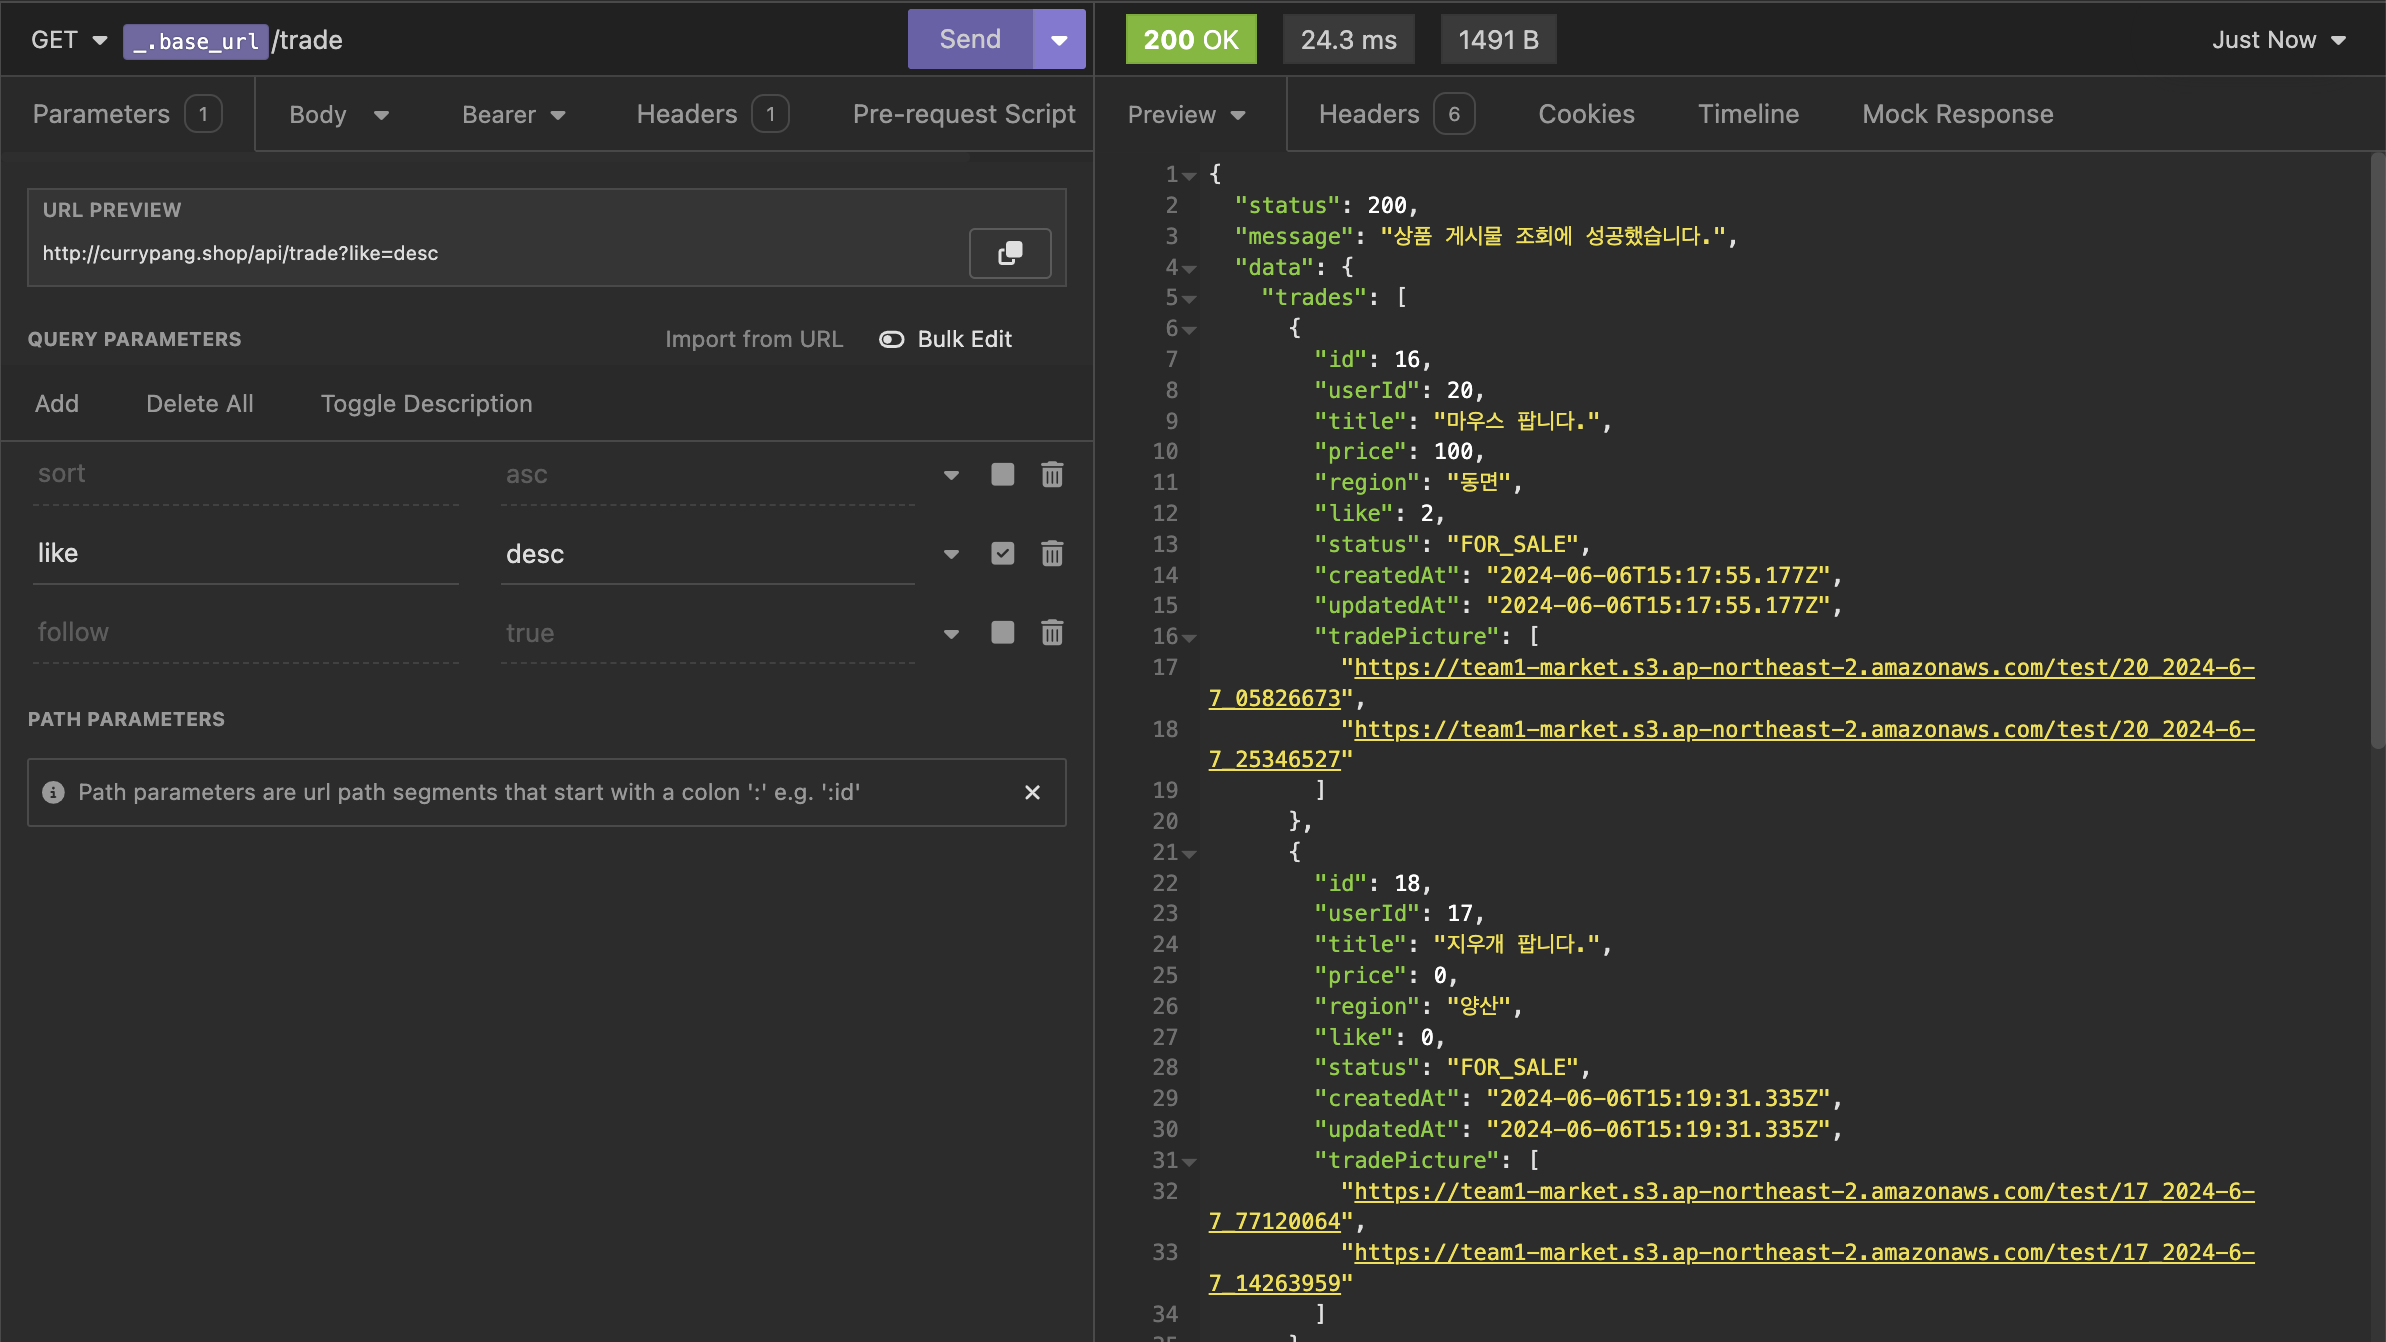 GET _.base_url/trade Send
200 OK 24.3 ms 1491 B Just Now
Parameters 1 Body Bearer Headers 1 Pre-request Script
Preview Headers 6 Cookies Timeline Mock Response
URL PREVIEW
http://currypang.shop/api/trade?like=desc
QUERY PARAMETERS Import from URL Bulk Edit
Add Delete All Toggle Description
sort asc
like desc
follow true
PATH PARAMETERS
Path parameters are url path segments that start with a colon ':' e.g. ':id'
1 {
2 "status": 200,
3 "message": "상품 게시물 조회에 성공했습니다.",
4 "data": {
5 "trades": [
6 {
7 "id": 16,
8 "userId": 20,
9 "title": "마우스 팝니다.",
10 "price": 100,
11 "region": "동면",
12 "like": 2,
13 "status": "FOR_SALE",
14 "createdAt": "2024-06-06T15:17:55.177Z",
15 "updatedAt": "2024-06-06T15:17:55.177Z",
16 "tradePicture": [
17 "https://team1-market.s3.ap-northeast-2.amazonaws.com/test/20_2024-6-
7_05826673",
18 "https://team1-market.s3.ap-northeast-2.amazonaws.com/test/20_2024-6-
7_25346527"
19 ]
20 },
21 {
22 "id": 18,
23 "userId": 17,
24 "title": "지우개 팝니다.",
25 "price": 0,
26 "region": "양산",
27 "like": 0,
28 "status": "FOR_SALE",
29 "createdAt": "2024-06-06T15:19:31.335Z",
30 "updatedAt": "2024-06-06T15:19:31.335Z",
31 "tradePicture": [
32 "https://team1-market.s3.ap-northeast-2.amazonaws.com/test/17_2024-6-
7_77120064",
33 "https://team1-market.s3.ap-northeast-2.amazonaws.com/test/17_2024-6-
7_14263959"
34 ]